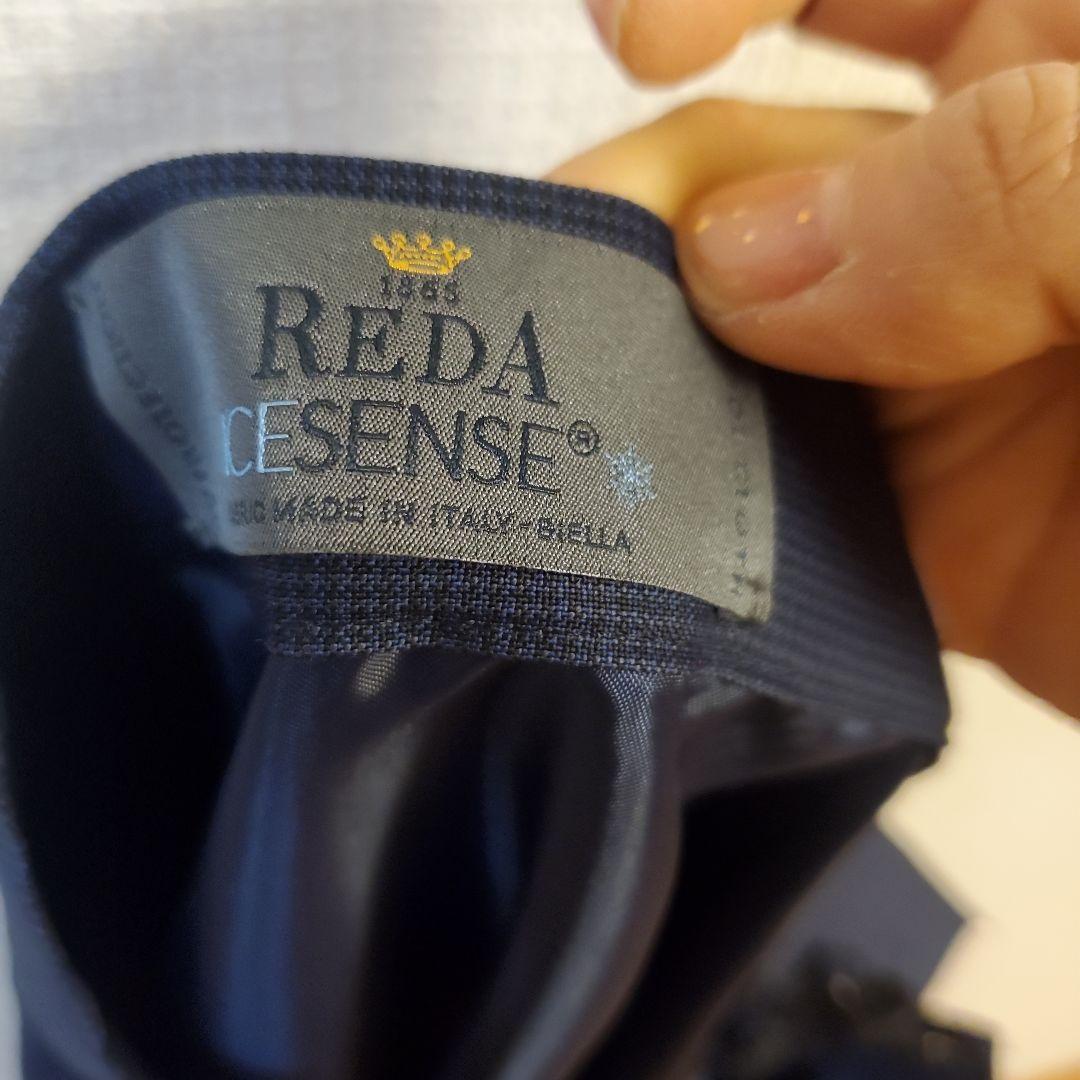 1865
REDA
ICESENSE®
MADE IN ITALY-BIELLA